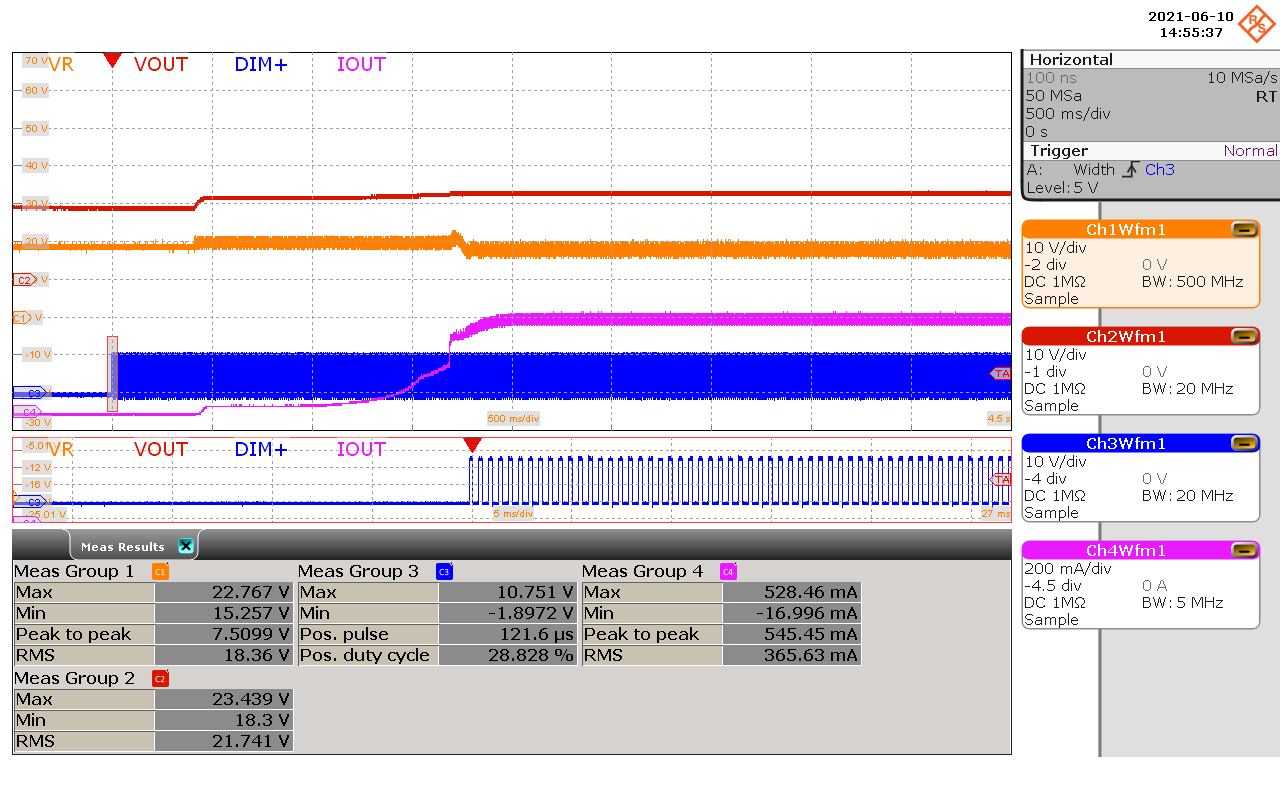 2021-06-10
14:55:37
70 V VR VOUT DIM+ IOUT
60 V
50 V
40 V
30 V
20 V
C2 V
C1 V
-10 V
C3
C4
-30 V
500 ms/div
4.5 s
TA
-5.01 VR VOUT DIM+ IOUT
-12 V
-16 V
C3
-25.01 V
5 ms/div
27 ms
TA
Horizontal
100 ns 10 MSa/s
50 MSa RT
500 ms/div
0 s
Trigger Normal
A: Width Ch3
Level: 5 V
Ch1Wfm1
10 V/div
-2 div 0 V
DC 1MΩ BW: 500 MHz
Sample
Ch2Wfm1
10 V/div
-1 div 0 V
DC 1MΩ BW: 20 MHz
Sample
Ch3Wfm1
10 V/div
-4 div 0 V
DC 1MΩ BW: 20 MHz
Sample
Ch4Wfm1
200 mA/div
-4.5 div 0 A
DC 1MΩ BW: 5 MHz
Sample
Meas Results
Meas Group 1 C1
Max 22.767 V
Min 15.257 V
Peak to peak 7.5099 V
RMS 18.36 V
Meas Group 3 C3
Max 10.751 V
Min -1.8972 V
Pos. pulse 121.6 µs
Pos. duty cycle 28.828 %
Meas Group 4 C4
Max 528.46 mA
Min -16.996 mA
Peak to peak 545.45 mA
RMS 365.63 mA
Meas Group 2 C2
Max 23.439 V
Min 18.3 V
RMS 21.741 V